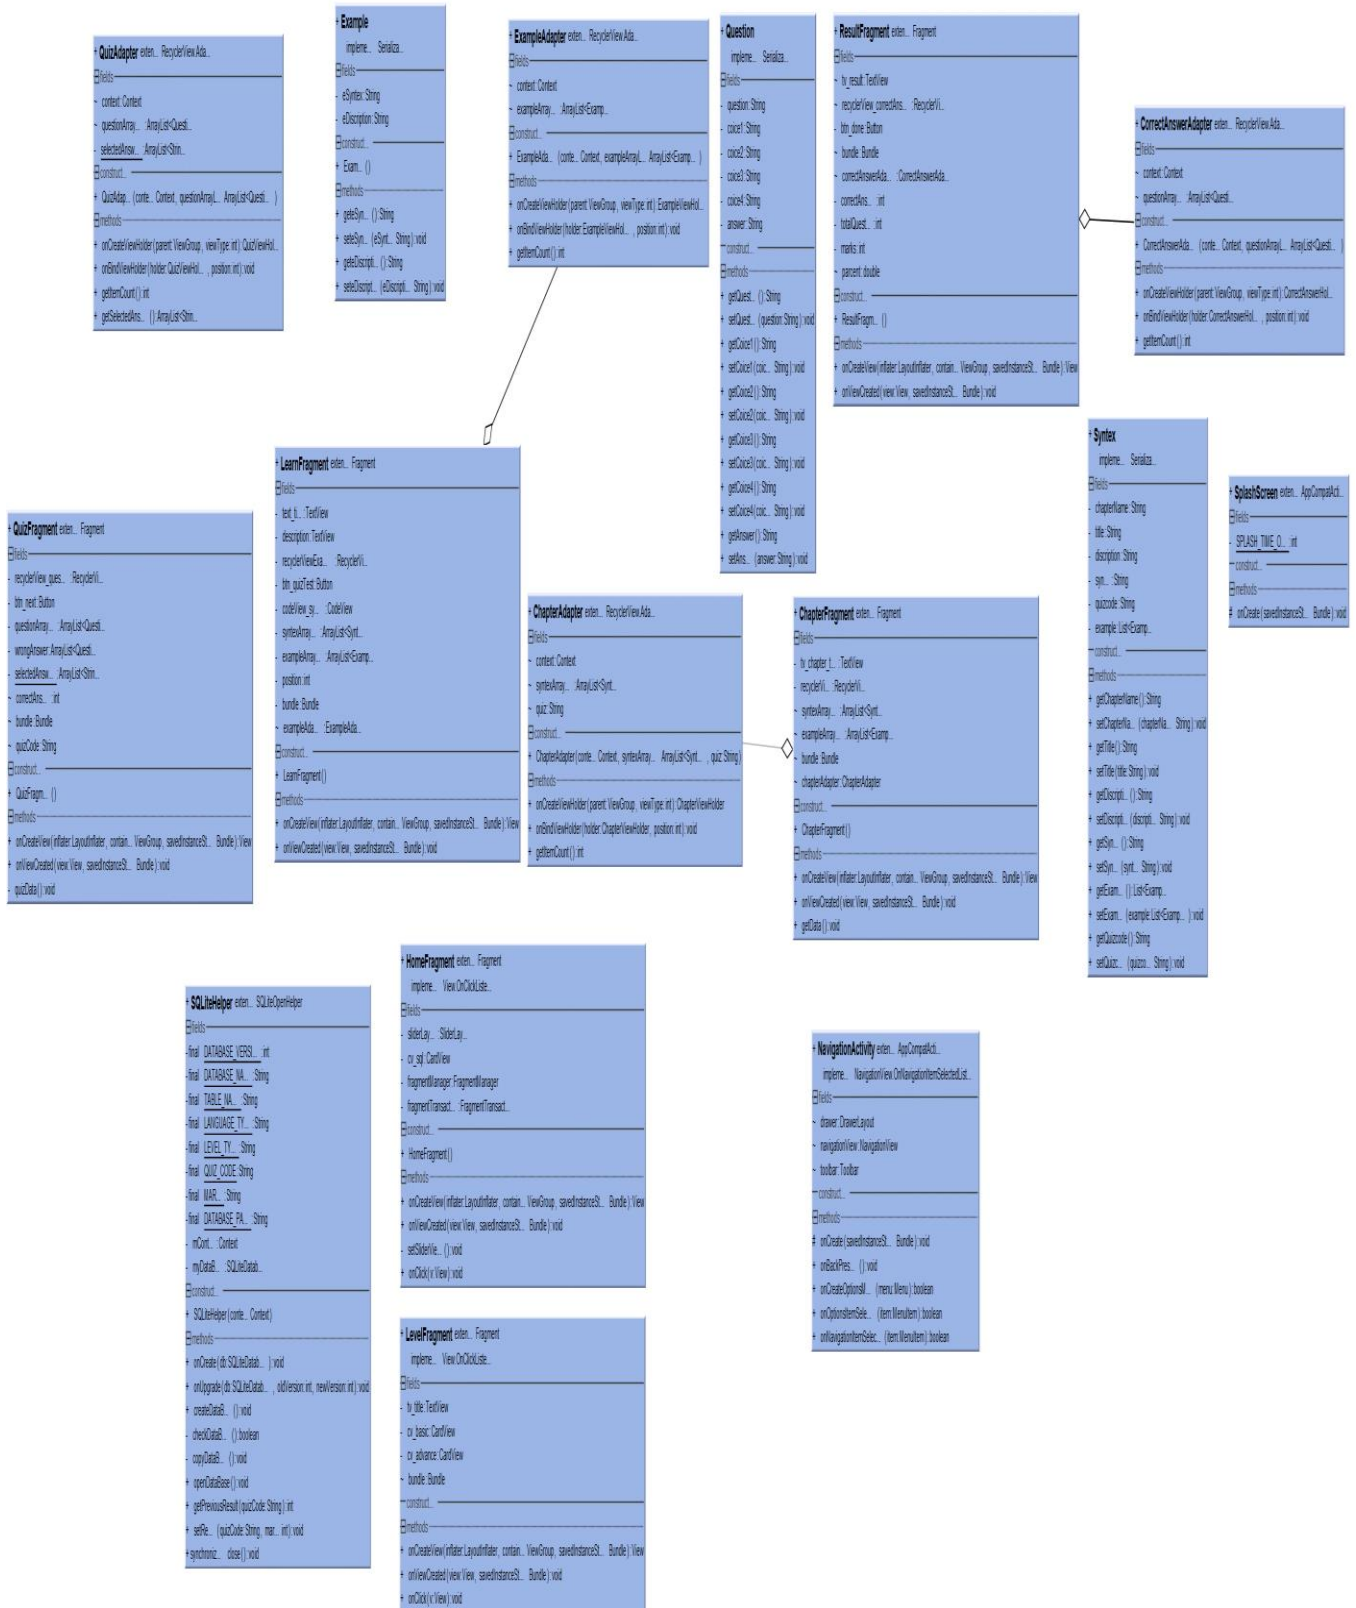 + QuizAdapter exten... RecyclerView.Ada...
fields
~ context:Context
~ questionArray... :ArrayList<Questi...
- selectedAnsw... :ArrayList<Strin...
construct...
+ QuizAdap... (conte... Context, questionArrayL... ArrayList<Questi... )
methods
+ onCreateViewHolder(parent:ViewGroup, viewType:int):QuizViewHol...
+ onBindViewHolder(holder:QuizViewHol... , position:int):void
+ getItemCount():int
+ getSelectedAns... ():ArrayList<Strin...
+ Example
impleme... Serializa...
fields
- eSyntex:String
- eDiscription:String
construct...
+ Exam... ()
methods
+ geteSyn... ():String
+ seteSyn... (eSynt... String):void
+ geteDiscripti... ():String
+ seteDiscript... (eDiscripti... String):void
+ ExampleAdapter exten... RecyclerView.Ada...
fields
~ context:Context
~ exampleArray... :ArrayList<Examp...
construct...
+ ExampleAda... (conte... Context, exampleArrayL... ArrayList<Examp... )
methods
+ onCreateViewHolder(parent:ViewGroup, viewType:int):ExampleViewHol...
+ onBindViewHolder(holder:ExampleViewHol... , position:int):void
+ getItemCount():int
+ Question
impleme... Serializa...
fields
- question:String
- coice1:String
- coice2:String
- coice3:String
- coice4:String
- answer:String
construct...
methods
+ getQuest... ():String
+ setQuest... (question:String):void
+ getCoice1():String
+ setCoice1(coic... String):void
+ getCoice2():String
+ setCoice2(coic... String):void
+ getCoice3():String
+ setCoice3(coic... String):void
+ getCoice4():String
+ setCoice4(coic... String):void
+ getAnswer():String
+ setAns... (answer:String):void
+ ResultFragment exten... Fragment
fields
~ tv_result:TextView
~ recyclerView_correctAns... :RecyclerVi...
- btn_done:Button
~ bundle:Bundle
~ correctAnswerAda... :CorrectAnswerAda...
- correctAns... :int
- totalQuest... :int
- marks:int
~ parcent:double
construct...
+ ResultFragm... ()
methods
+ onCreateView(inflater:LayoutInflater, contain... ViewGroup, savedInstanceSt... Bundle):View
+ onViewCreated(view:View, savedInstanceSt... Bundle):void
+ CorrectAnswerAdapter exten... RecyclerView.Ada...
fields
~ context:Context
~ questionArray... :ArrayList<Questi...
construct...
+ CorrectAnswerAda... (conte... Context, questionArrayL... ArrayList<Questi... )
methods
+ onCreateViewHolder(parent:ViewGroup, viewType:int):CorrectAnswerHol...
+ onBindViewHolder(holder:CorrectAnswerHol... , position:int):void
+ getItemCount():int
+ QuizFragment exten... Fragment
fields
- recyclerView_ques... :RecyclerVi...
- btn_next:Button
- questionArray... :ArrayList<Questi...
- wrongAnswer:ArrayList<Questi...
- selectedAnsw... :ArrayList<Strin...
~ correctAns... :int
~ bundle:Bundle
~ quizCode:String
construct...
+ QuizFragm... ()
methods
+ onCreateView(inflater:LayoutInflater, contain... ViewGroup, savedInstanceSt... Bundle):View
+ onViewCreated(view:View, savedInstanceSt... Bundle):void
- quizData():void
+ LearnFragment exten... Fragment
fields
- text_ti... :TextView
- description:TextView
- recyclerViewExa... :RecyclerVi...
- btn_quizTest:Button
- codeView_sy... :CodeView
- syntexArray... :ArrayList<Synt...
- exampleArray... :ArrayList<Examp...
- position:int
- bundle:Bundle
~ exampleAda... :ExampleAda...
construct...
+ LearnFragment()
methods
+ onCreateView(inflater:LayoutInflater, contain... ViewGroup, savedInstanceSt... Bundle):View
+ onViewCreated(view:View, savedInstanceSt... Bundle):void
+ ChapterAdapter exten... RecyclerView.Ada...
fields
~ context:Context
~ syntexArray... :ArrayList<Synt...
~ quiz:String
construct...
+ ChapterAdapter(conte... Context, syntexArray... ArrayList<Synt... , quiz:String)
methods
+ onCreateViewHolder(parent:ViewGroup, viewType:int):ChapterViewHolder
+ onBindViewHolder(holder:ChapterViewHolder, position:int):void
+ getItemCount():int
+ ChapterFragment exten... Fragment
fields
- tv_chapter_t... :TextView
- recyclerVi... :RecyclerVi...
~ syntexArray... :ArrayList<Synt...
~ exampleArray... :ArrayList<Examp...
~ bundle:Bundle
~ chapterAdapter:ChapterAdapter
construct...
+ ChapterFragment()
methods
+ onCreateView(inflater:LayoutInflater, contain... ViewGroup, savedInstanceSt... Bundle):View
+ onViewCreated(view:View, savedInstanceSt... Bundle):void
+ getData():void
+ Syntex
impleme... Serializa...
fields
- chapterName:String
- title:String
- discription:String
- syn... :String
- quizcode:String
- example:List<Examp...
construct...
methods
+ getChapterName():String
+ setChapterNa... (chapterNa... String):void
+ getTitle():String
+ setTitle(title:String):void
+ getDiscripti... ():String
+ setDiscripti... (discripti... String):void
+ getSyn... ():String
+ setSyn... (synt... String):void
+ getExam... ():List<Examp...
+ setExam... (example:List<Examp... ):void
+ getQuizcode():String
+ setQuizc... (quizco... String):void
+ SplashScreen exten... AppCompatActi...
fields
- SPLASH_TIME_O... :int
construct...
methods
# onCreate(savedInstanceSt... Bundle):void
+ SQLiteHelper exten... SQLiteOpenHelper
fields
-final DATABASE_VERSI... :int
-final DATABASE_NA... :String
-final TABLE_NA... :String
-final LANGUAGE_TY... :String
-final LEVEL_TY... :String
-final QUIZ_CODE:String
-final MAR... :String
-final DATABASE_PA... :String
- mCont... :Context
- myDataB... :SQLiteDatab...
construct...
+ SQLiteHelper(conte... Context)
methods
+ onCreate(db:SQLiteDatab... ):void
+ onUpgrade(db:SQLiteDatab... , oldVersion:int, newVersion:int):void
+ createDataB... ():void
- checkDataB... ():boolean
- copyDataB... ():void
+ openDataBase():void
+ getPreviousResult(quizCode:String):int
+ setRe... (quizCode:String, mar... int):void
+synchroniz... close():void
+ HomeFragment exten... Fragment
impleme... View.OnClickListe...
fields
- sliderLay... :SliderLay...
- cv_sql:CardView
- fragmentManager:FragmentManager
- fragmentTransact... :FragmentTransact...
construct...
+ HomeFragment()
methods
+ onCreateView(inflater:LayoutInflater, contain... ViewGroup, savedInstanceSt... Bundle):View
+ onViewCreated(view:View, savedInstanceSt... Bundle):void
- setSliderVie... ():void
+ onClick(v:View):void
+ LevelFragment exten... Fragment
impleme... View.OnClickListe...
fields
- tv_title:TextView
- cv_basic:CardView
- cv_advance:CardView
~ bundle:Bundle
construct...
methods
+ onCreateView(inflater:LayoutInflater, contain... ViewGroup, savedInstanceSt... Bundle):View
+ onViewCreated(view:View, savedInstanceSt... Bundle):void
+ onClick(v:View):void
+ NavigationActivity exten... AppCompatActi...
impleme... NavigationView.OnNavigationItemSelectedList...
fields
~ drawer:DrawerLayout
~ navigationView:NavigationView
~ toolbar:Toolbar
construct...
methods
# onCreate(savedInstanceSt... Bundle):void
+ onBackPres... ():void
+ onCreateOptionsM... (menu:Menu):boolean
+ onOptionsItemSele... (item:MenuItem):boolean
+ onNavigationItemSelec... (item:MenuItem):boolean